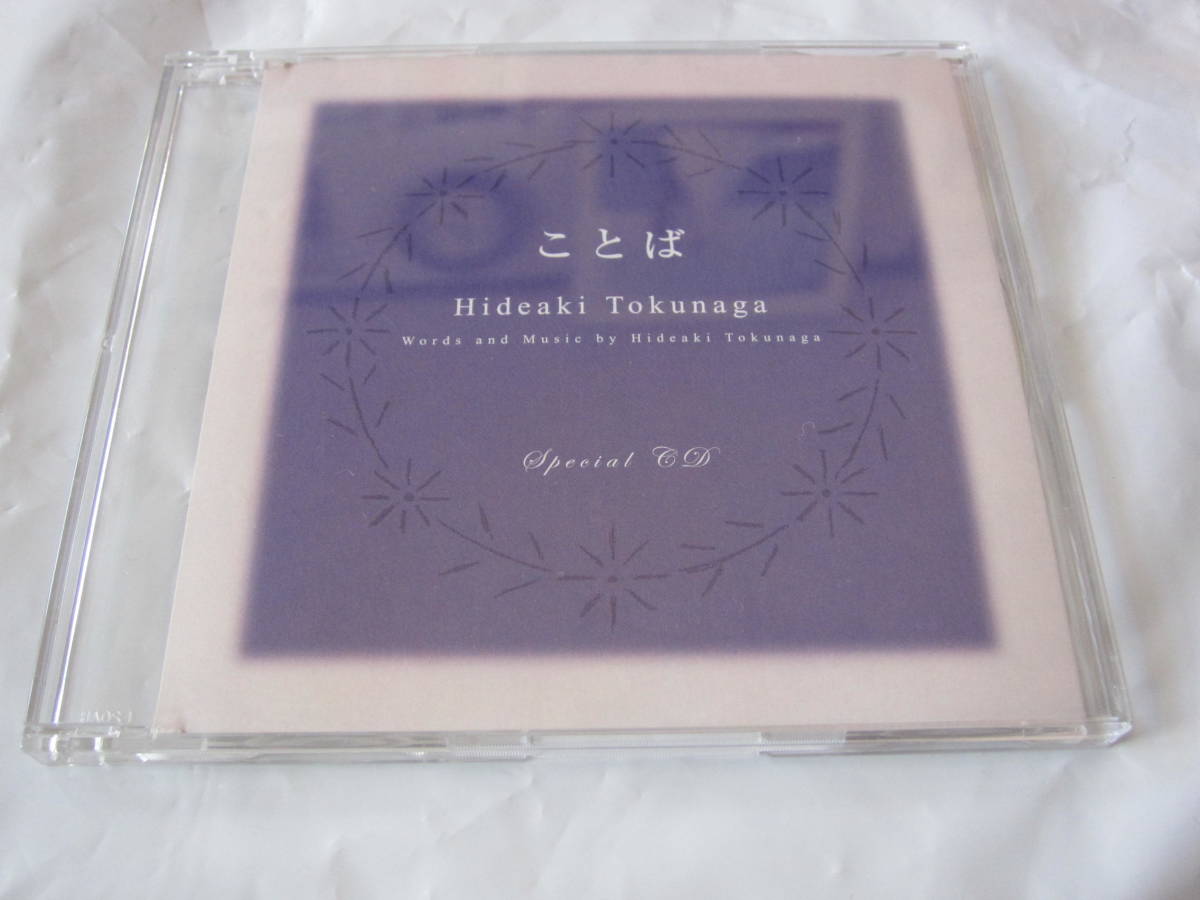 ことば
Hideaki Tokunaga
Words and Music by Hideaki Tokunaga
Special CD